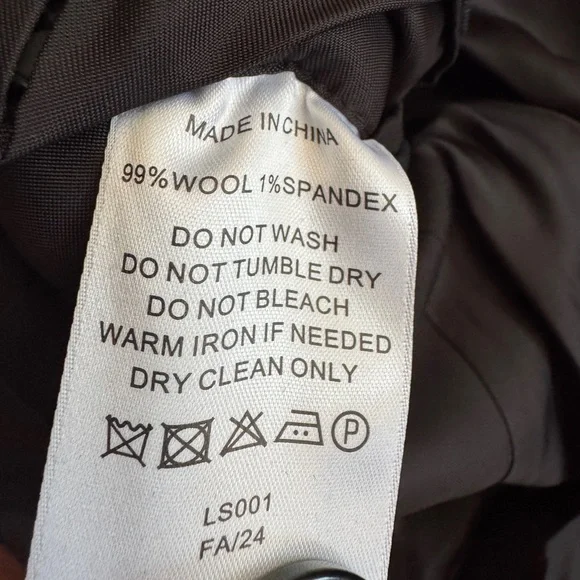 MADE IN CHINA
99%WOOL 1%SPANDEX
DO NOT WASH
DO NOT TUMBLE DRY
DO NOT BLEACH
WARM IRON IF NEEDED
DRY CLEAN ONLY
P
LS001
FA/24